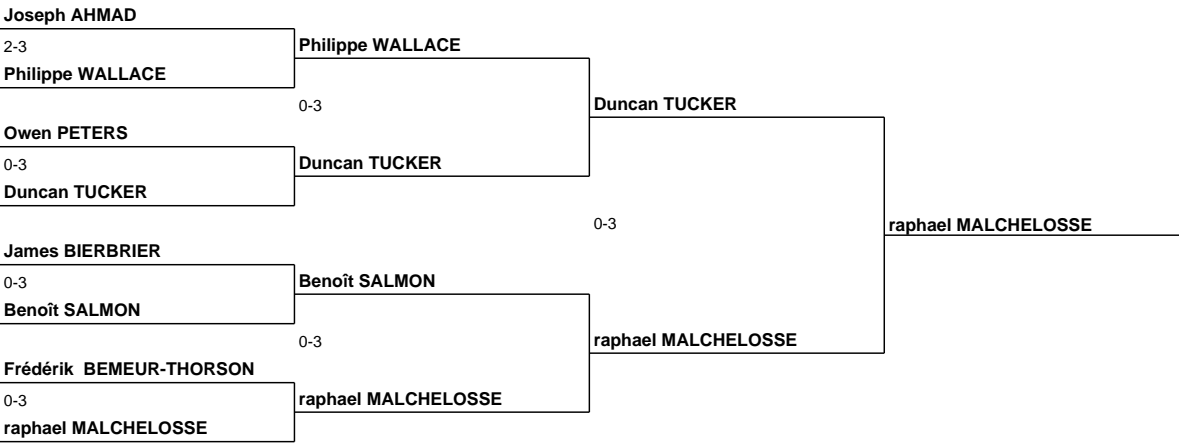 Joseph AHMAD
2-3
Philippe WALLACE
Philippe WALLACE
0-3
Duncan TUCKER
Owen PETERS
0-3
Duncan TUCKER
Duncan TUCKER
0-3
raphael MALCHELOSSE
James BIERBRIER
0-3
Benoît SALMON
Benoît SALMON
0-3
raphael MALCHELOSSE
Frédérik  BEMEUR-THORSON
0-3
raphael MALCHELOSSE
raphael MALCHELOSSE